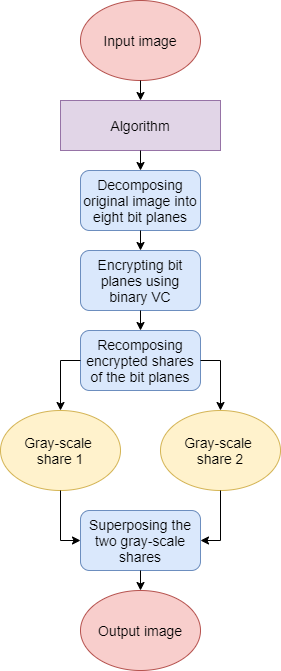 Input image
Algorithm
Decomposing
original image into
eight bit planes
Encrypting bit
planes using
binary VC
Recomposing
encrypted shares
of the bit planes
Gray-scale
share 1
Gray-scale
share 2
Superposing the
two gray-scale
shares
Output image